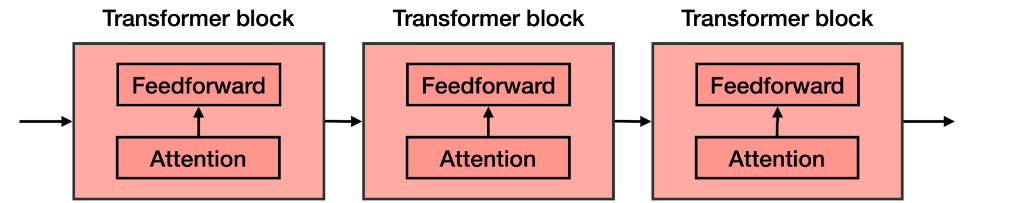 Transformer block
Transformer block
Transformer block
Feedforward
Feedforward
Feedforward
Attention
Attention
Attention